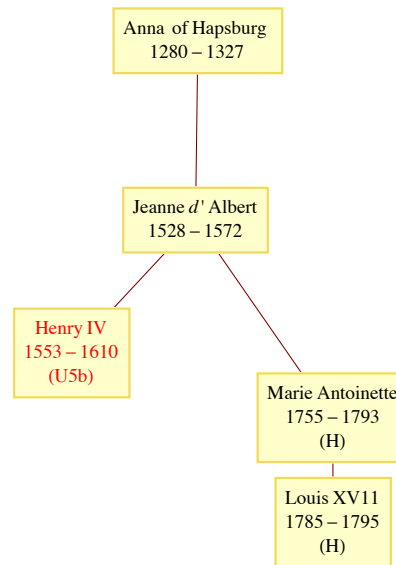 Anna of Hapsburg
1280 – 1327
Jeanne d' Albert
1528 – 1572
Henry IV
1553 – 1610
(U5b)
Marie Antoinette
1755 – 1793
(H)
Louis XV11
1785 – 1795
(H)